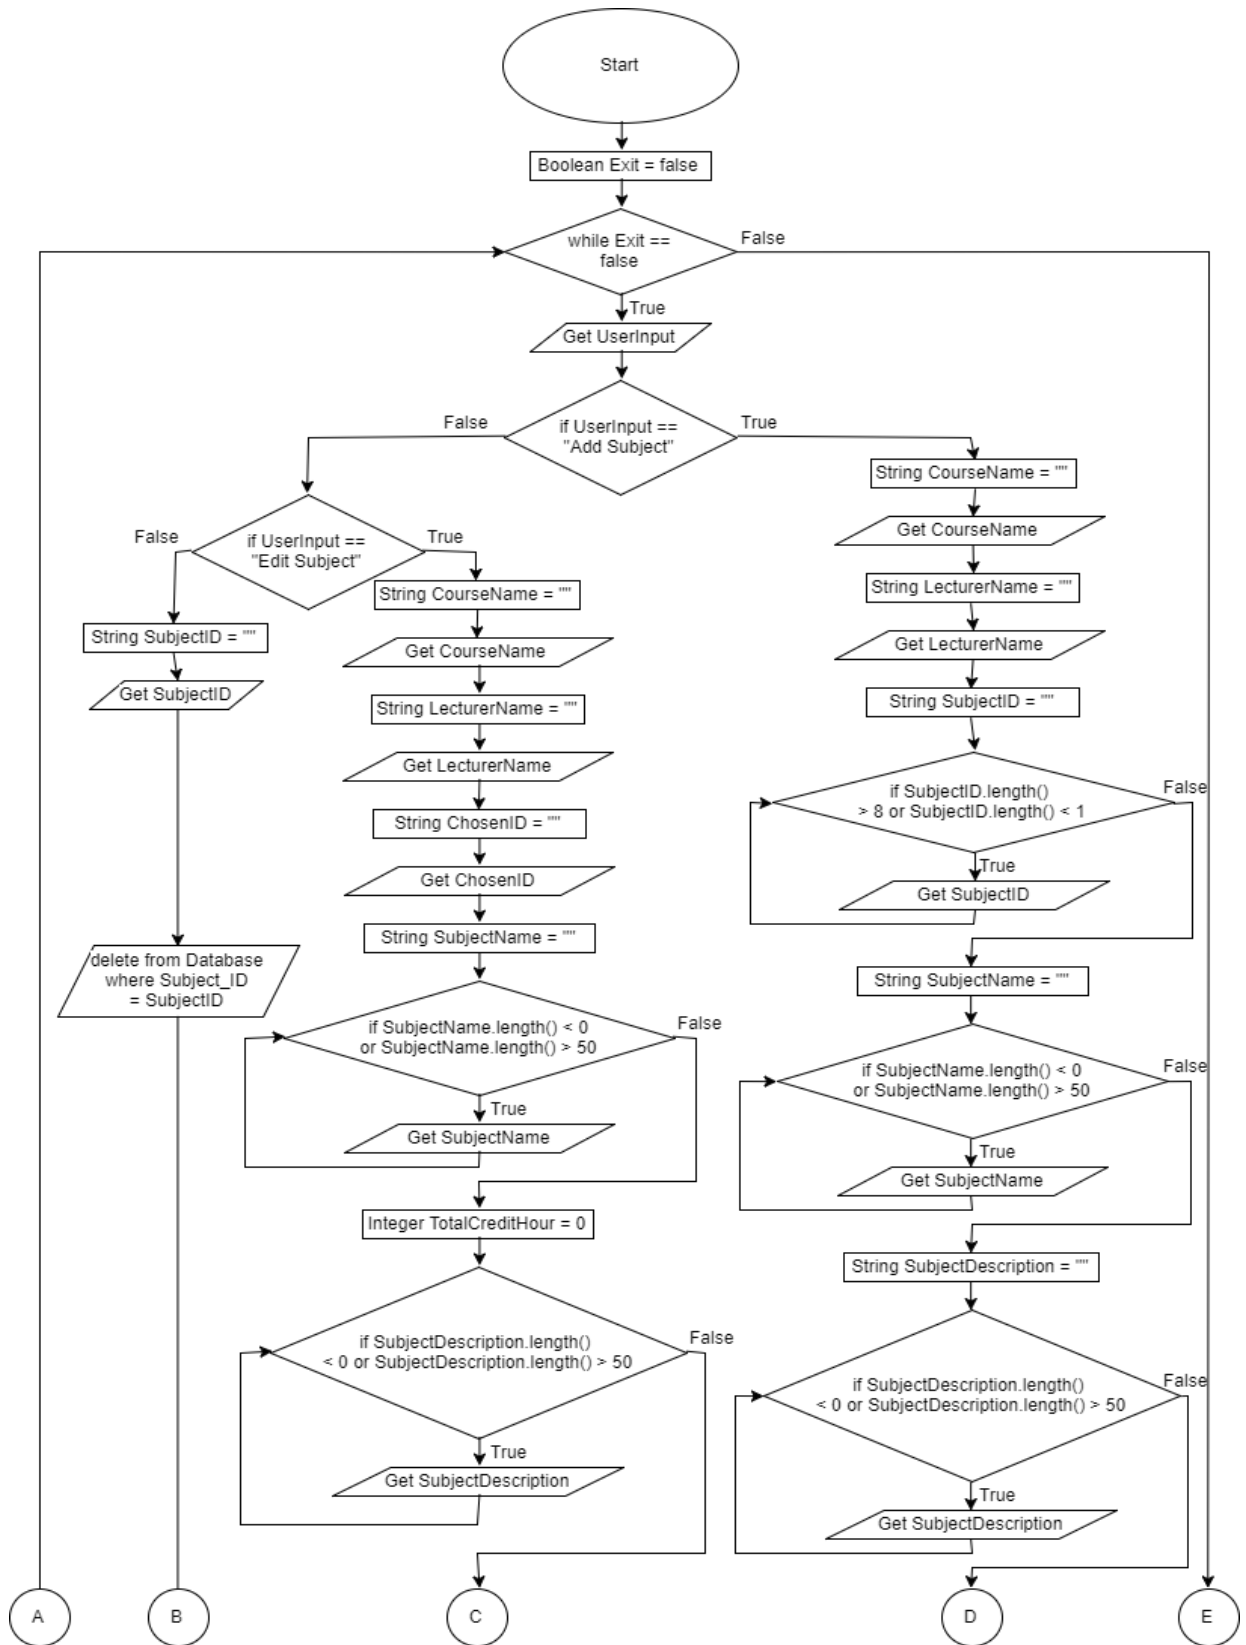 Start
Boolean Exit = false
while Exit ==
false
False
True
Get UserInput
if UserInput ==
"Add Subject"
False
True
if UserInput ==
"Edit Subject"
False
True
String SubjectID = ""
Get SubjectID
delete from Database
where Subject_ID
= SubjectID
String CourseName = ""
Get CourseName
String LecturerName = ""
Get LecturerName
String ChosenID = ""
Get ChosenID
String SubjectName = ""
if SubjectName.length() < 0
or SubjectName.length() > 50
False
True
Get SubjectName
Integer TotalCreditHour = 0
if SubjectDescription.length()
< 0 or SubjectDescription.length() > 50
False
True
Get SubjectDescription
String CourseName = ""
Get CourseName
String LecturerName = ""
Get LecturerName
String SubjectID = ""
if SubjectID.length()
> 8 or SubjectID.length() < 1
False
True
Get SubjectID
String SubjectName = ""
if SubjectName.length() < 0
or SubjectName.length() > 50
False
True
Get SubjectName
String SubjectDescription = ""
if SubjectDescription.length()
< 0 or SubjectDescription.length() > 50
False
True
Get SubjectDescription
A
B
C
D
E